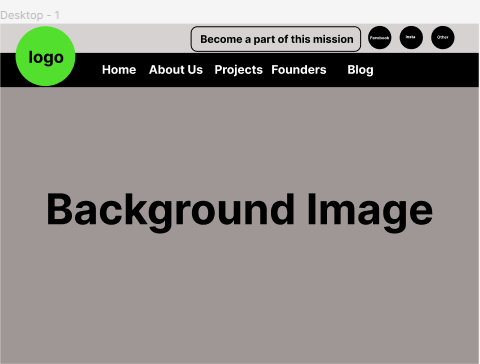 Desktop - 1
Become a part of this mission
Facebook
Insta
Other
logo
Home About Us Projects Founders Blog
Background Image